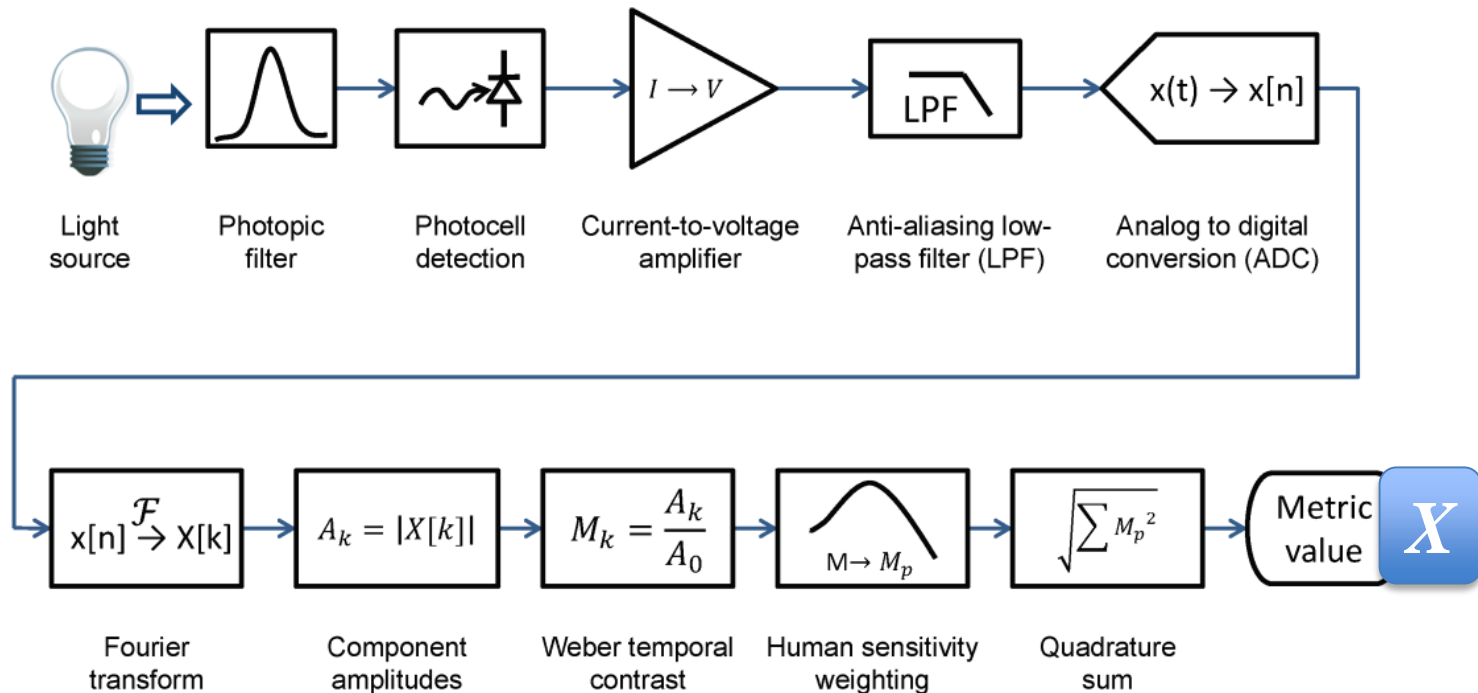 I → V
LPF
x(t) → x[n]
Light
source
Photopic
filter
Photocell
detection
Current-to-voltage
amplifier
Anti-aliasing low-
pass filter (LPF)
Analog to digital
conversion (ADC)
ℱ
x[n] → X[k]
A_k = |X[k]|
M_k = A_k / A_0
M → M_p
√∑ M_p²
Metric
value
X
Fourier
transform
Component
amplitudes
Weber temporal
contrast
Human sensitivity
weighting
Quadrature
sum